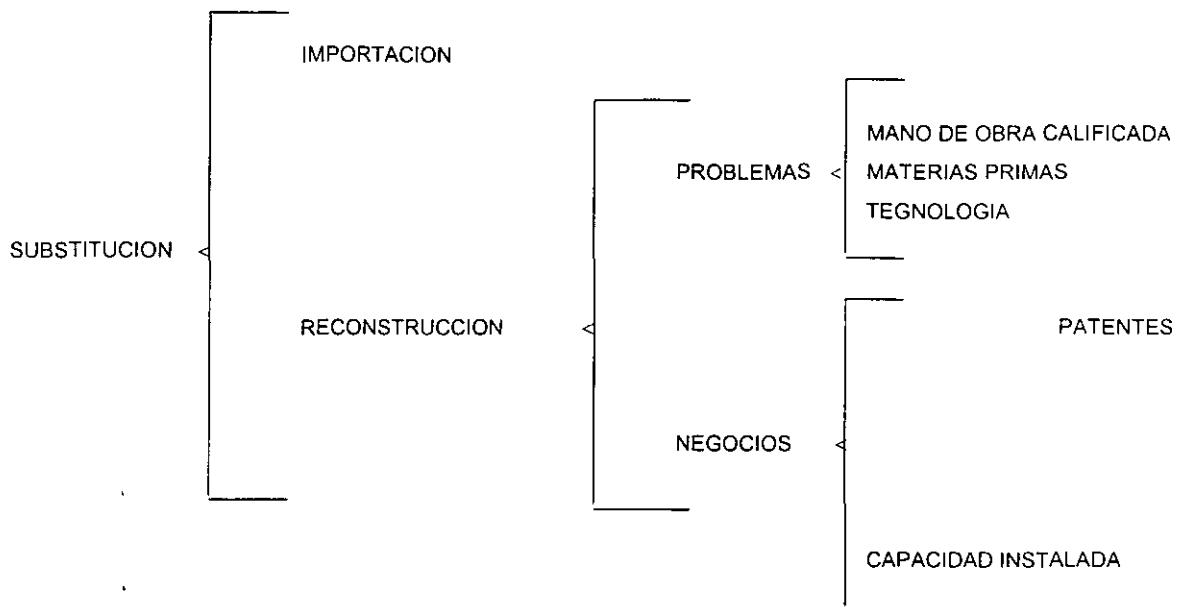 IMPORTACION
MANO DE OBRA CALIFICADA
PROBLEMAS < MATERIAS PRIMAS
TEGNOLOGIA
SUBSTITUCION <
RECONSTRUCCION < PATENTES
NEGOCIOS <
CAPACIDAD INSTALADA